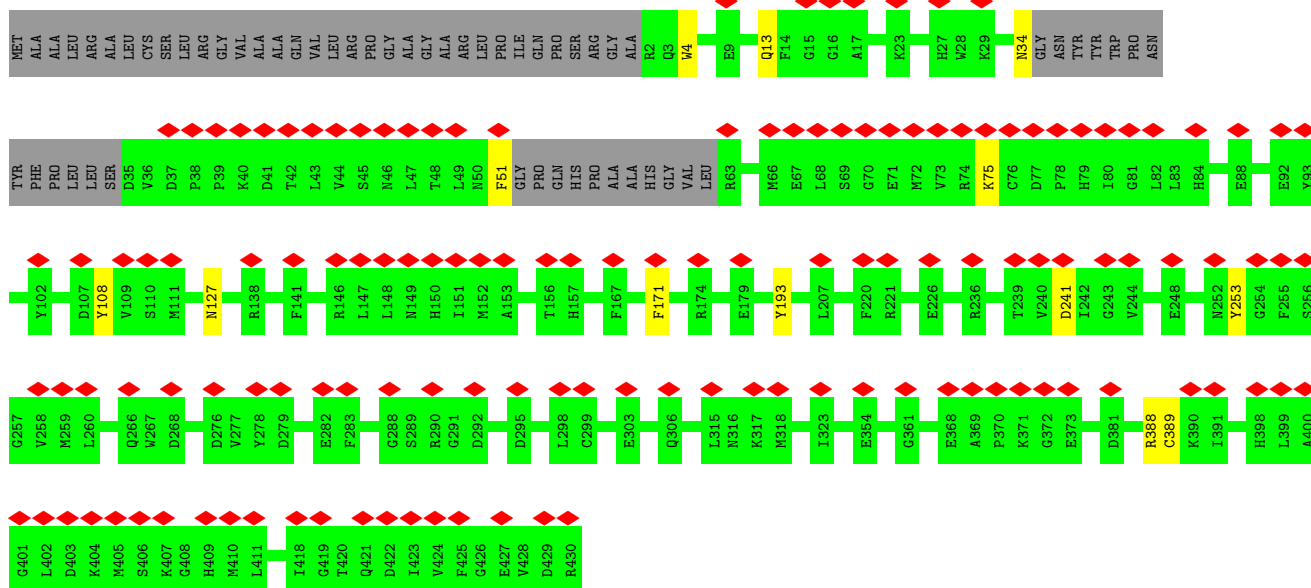 MET ALA ALA LEU ARG ALA LEU CYS SER LEU ARG GLY VAL ALA ALA GLN VAL LEU ARG PRO GLY ALA GLY ALA ARG LEU PRO ILE GLN PRO SER ARG GLY ALA R2 Q3 W4 E9 Q13 F14 G15 G16 A17 K23 H27 W28 K29 N34 GLY ASN TYR TYR TRP PRO ASN
TYR PHE PRO LEU LEU SER D35 V36 D37 P38 P39 K40 D41 T42 L43 V44 S45 N46 L47 T48 L49 N50 F51 GLY PRO GLN HIS PRO ALA ALA HIS GLY VAL LEU R63 M66 E67 L68 S69 G70 E71 M72 V73 R74 K75 C76 D77 P78 H79 I80 G81 L82 L83 H84 E88 E92 Y93
Y102 D107 Y108 V109 S110 M111 N127 R138 F141 R146 L147 L148 N149 H150 I151 M152 A153 T156 H157 F167 F171 R174 E179 Y193 L207 F220 R221 E226 R236 T239 V240 D241 I242 G243 V244 E248 N252 Y253 G254 F255 S256
G257 V258 M259 L260 Q266 W267 D268 D276 V277 Y278 D279 E282 F283 G288 S289 R290 G291 D292 D295 L298 C299 E303 Q306 L315 N316 K317 M318 I323 E354 G361 E368 A369 P370 K371 G372 E373 D381 R388 C389 K390 I391 H398 L399 A400
G401 L402 D403 K404 M405 S406 K407 G408 H409 M410 L411 I418 G419 T420 Q421 D422 I423 V424 F425 G426 E427 V428 D429 R430